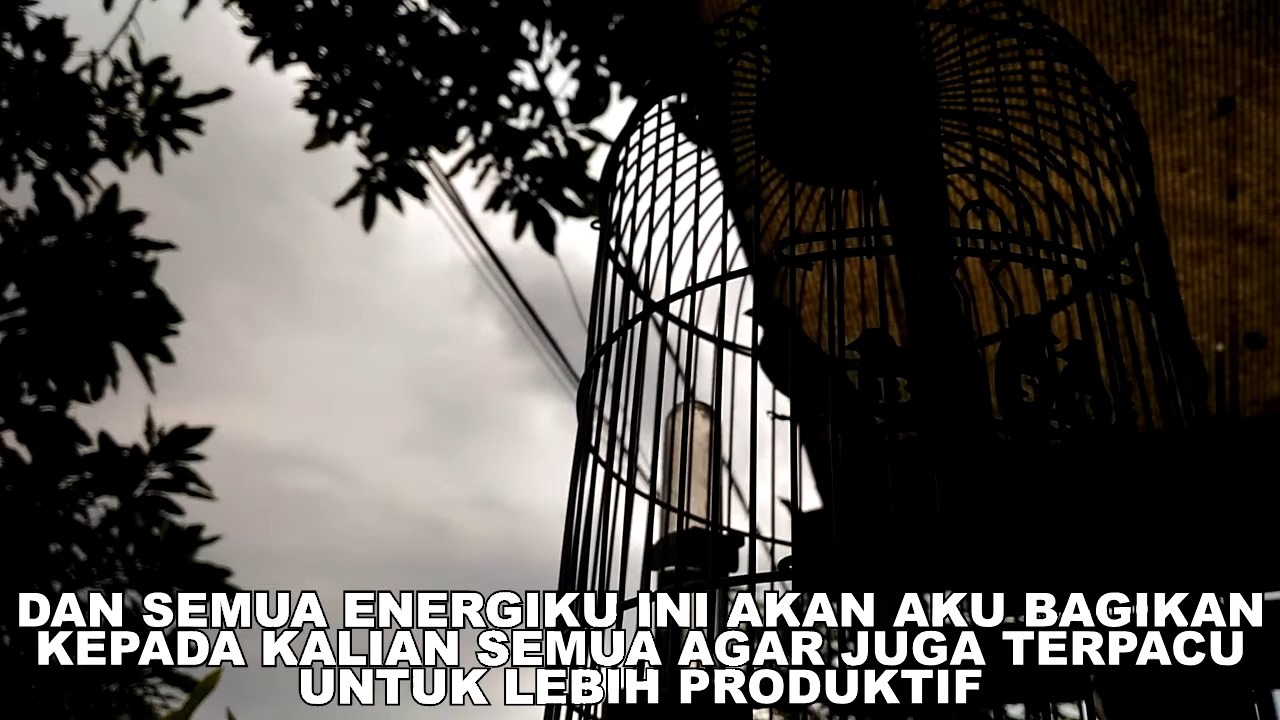 DAN SEMUA ENERGIKU INI AKAN AKU BAGIKAN
KEPADA KALIAN SEMUA AGAR JUGA TERPACU
UNTUK LEBIH PRODUKTIF